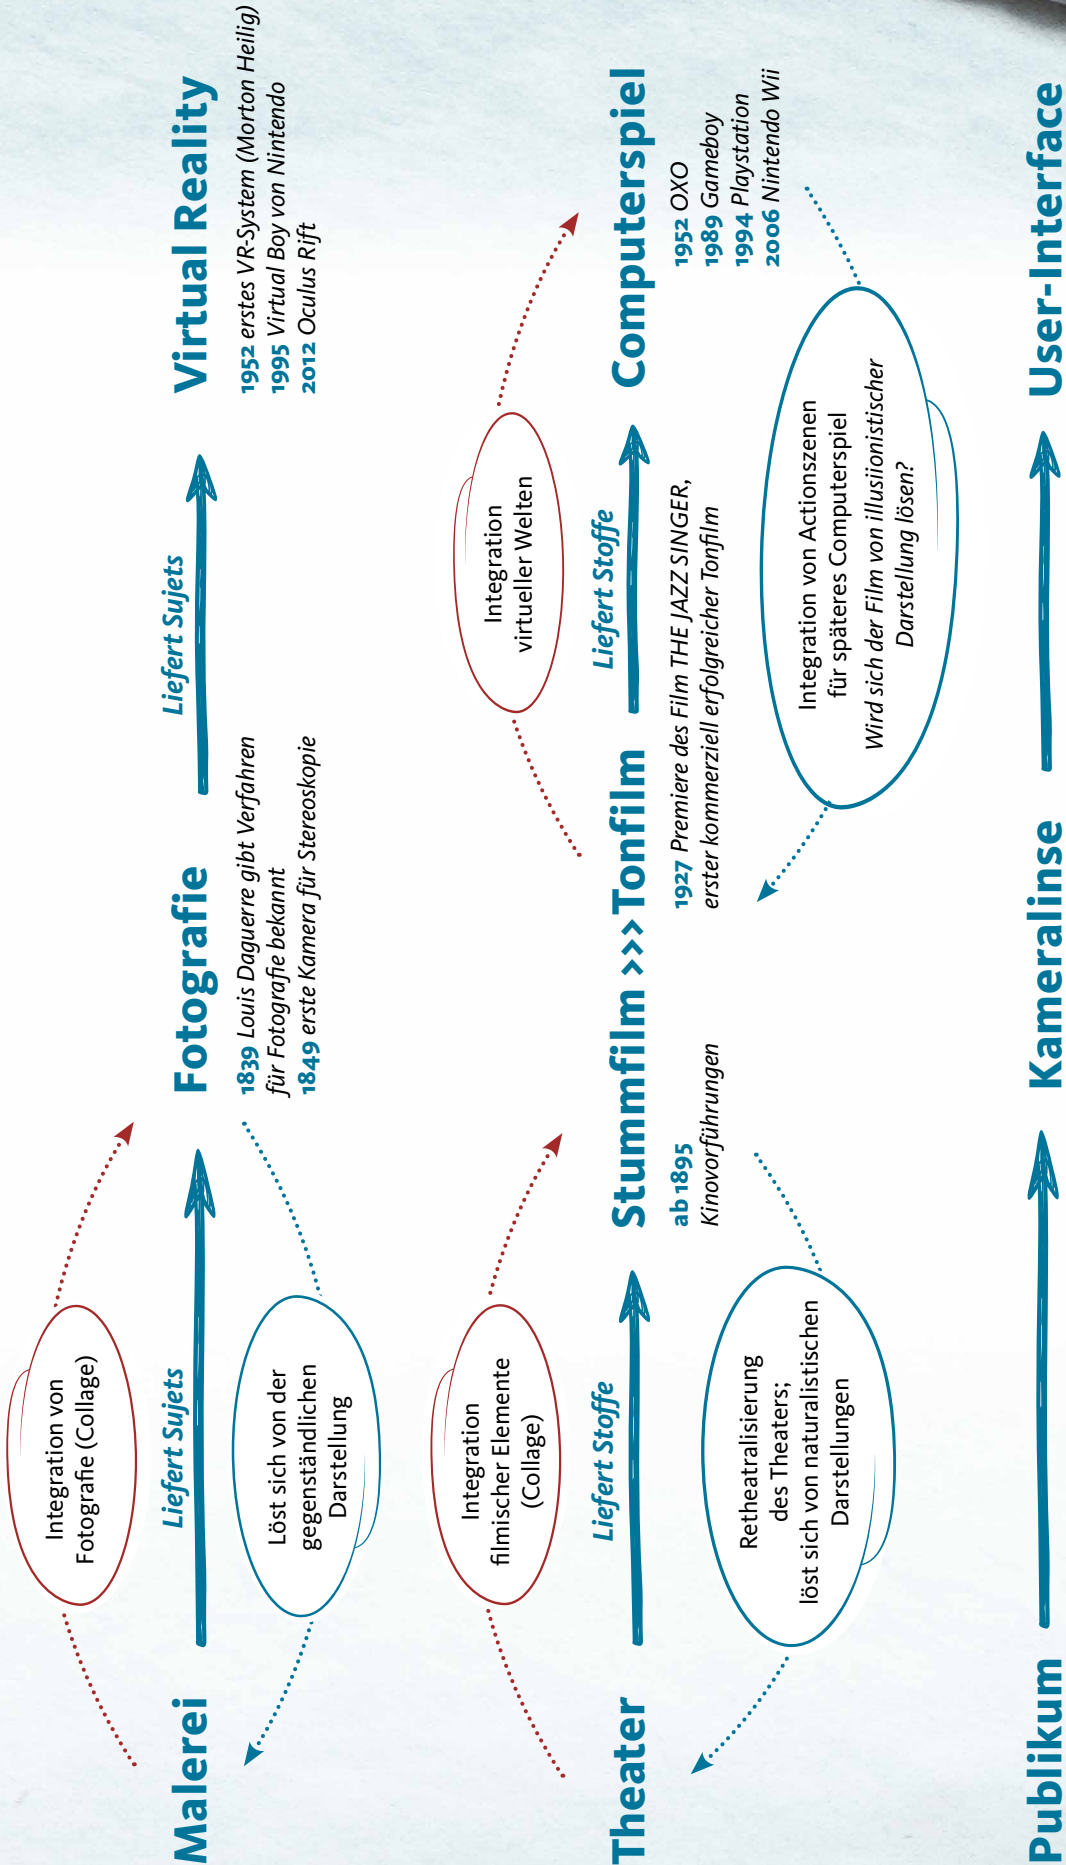 Integration von
Fotografie (Collage)
Malerei
Liefert Sujets
Fotografie
Liefert Sujets
Virtual Reality
Löst sich von der
gegenständlichen
Darstellung
1839 Louis Daguerre gibt Verfahren
für Fotografie bekannt
1849 erste Kamera für Stereoskopie
1952 erstes VR-System (Morton Heilig)
1995 Virtual Boy von Nintendo
2012 Oculus Rift
Integration
filmischer Elemente
(Collage)
Integration
virtueller Welten
Theater
Liefert Stoffe
Stummfilm >>> Tonfilm
Liefert Stoffe
Computerspiel
ab 1895
Kinovorführungen
1927 Premiere des Film THE JAZZ SINGER,
erster kommerziell erfolgreicher Tonfilm
1952 OXO
1989 Gameboy
1994 Playstation
2006 Nintendo Wii
Retheatralisierung
des Theaters;
löst sich von naturalistischen
Darstellungen
Integration von Actionszenen
für späteres Computerspiel
Wird sich der Film von illusiionistischer
Darstellung lösen?
Publikum
Kameralinse
User-Interface